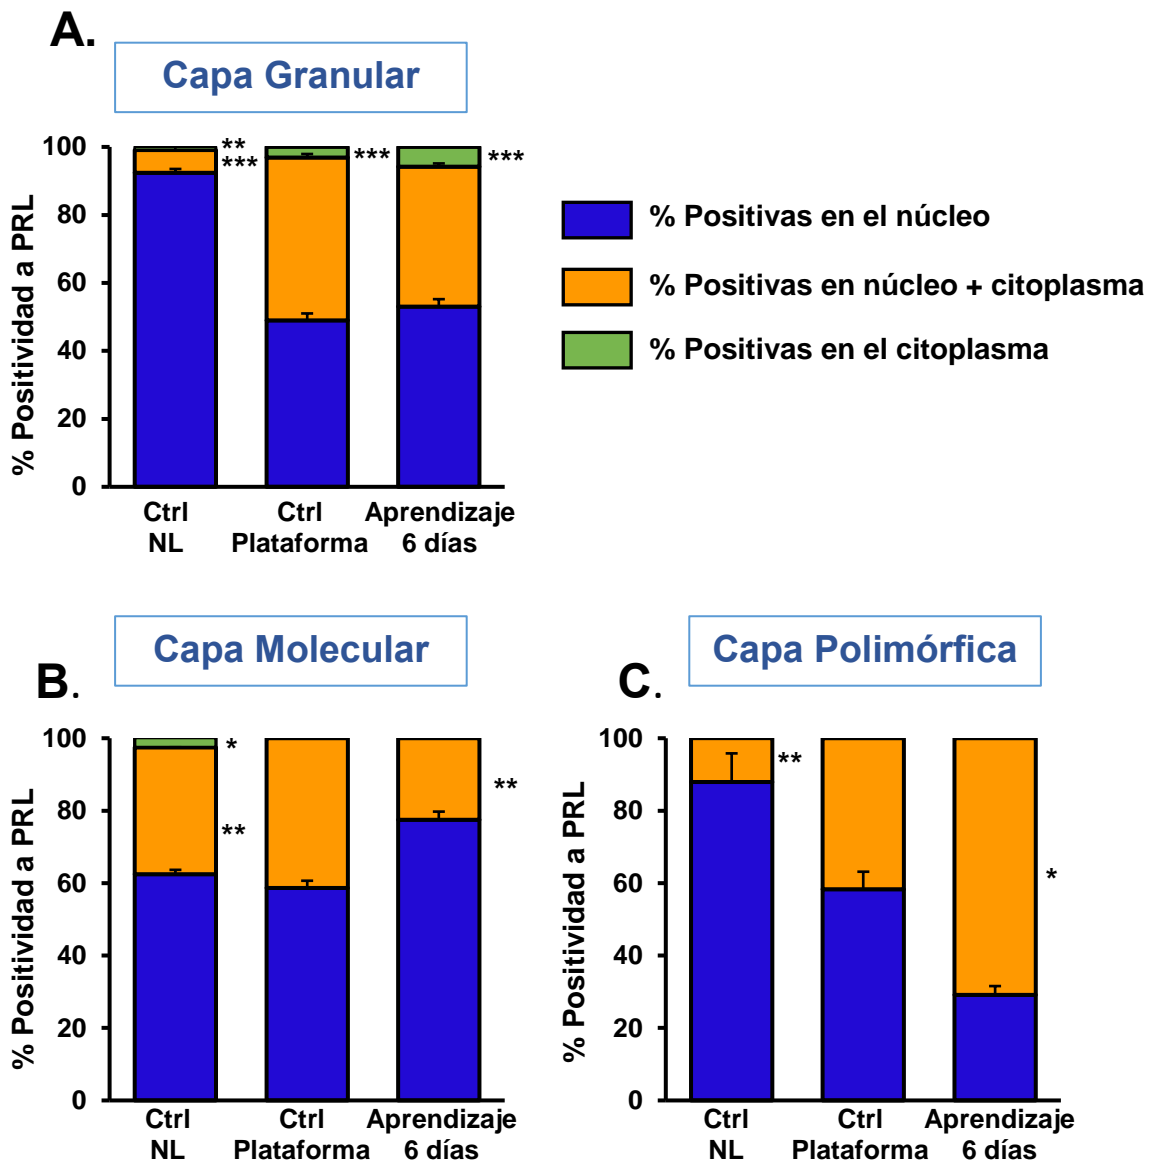 A.
Capa Granular
% Positividad a PRL
100
80
60
40
20
0
**
***
***
***
Ctrl
NL
Ctrl
Plataforma
Aprendizaje
6 días
% Positivas en el núcleo
% Positivas en núcleo + citoplasma
% Positivas en el citoplasma
B.
Capa Molecular
% Positividad a PRL
100
80
60
40
20
0
*
**
**
Ctrl
NL
Ctrl
Plataforma
Aprendizaje
6 días
C.
Capa Polimórfica
% Positividad a PRL
100
80
60
40
20
0
**
*
Ctrl
NL
Ctrl
Plataforma
Aprendizaje
6 días